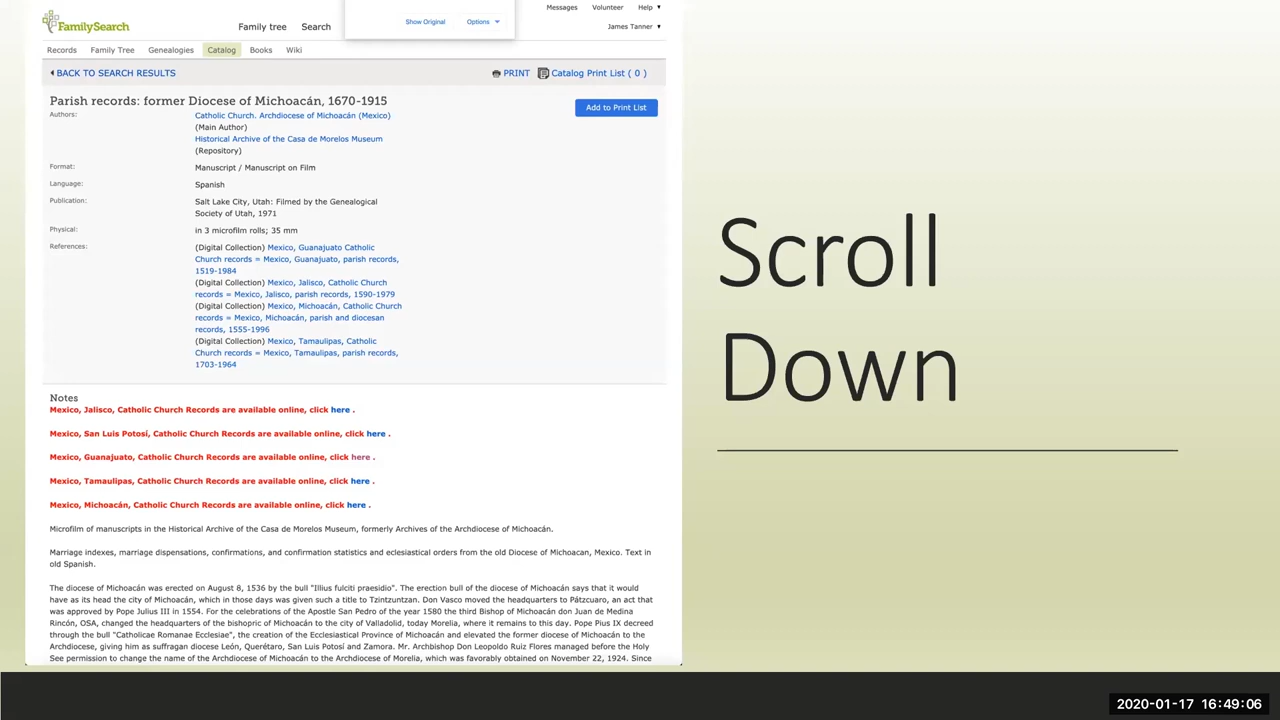 Messages Volunteer Help
FamilySearch
Family tree Search
Show Original Options
James Tanner
Records Family Tree Genealogies Catalog Books Wiki
BACK TO SEARCH RESULTS
PRINT Catalog Print List ( 0 )
Parish records: former Diocese of Michoacán, 1670-1915
Add to Print List
Authors: Catholic Church. Archdiocese of Michoacán (Mexico)
(Main Author)
Historical Archive of the Casa de Morelos Museum
(Repository)
Format: Manuscript / Manuscript on Film
Language: Spanish
Publication: Salt Lake City, Utah: Filmed by the Genealogical
Society of Utah, 1971
Physical: in 3 microfilm rolls; 35 mm
References: (Digital Collection) Mexico, Guanajuato Catholic
Church records = Mexico, Guanajuato, parish records,
1519-1984
(Digital Collection) Mexico, Jalisco, Catholic Church
records = Mexico, Jalisco, parish records, 1590-1979
(Digital Collection) Mexico, Michoacán, Catholic Church
records = Mexico, Michoacán, parish and diocesan
records, 1555-1996
(Digital Collection) Mexico, Tamaulipas, Catholic
Church records = Mexico, Tamaulipas, parish records,
1703-1964
Notes
Mexico, Jalisco, Catholic Church Records are available online, click here .
Mexico, San Luis Potosí, Catholic Church Records are available online, click here .
Mexico, Guanajuato, Catholic Church Records are available online, click here .
Mexico, Tamaulipas, Catholic Church Records are available online, click here .
Mexico, Michoacán, Catholic Church Records are available online, click here .
Microfilm of manuscripts in the Historical Archive of the Casa de Morelos Museum, formerly Archives of the Archdiocese of Michoacán.
Marriage indexes, marriage dispensations, confirmations, and confirmation statistics and eclesiastical orders from the old Diocese of Michoacan, Mexico. Text in
old Spanish.
The diocese of Michoacán was erected on August 8, 1536 by the bull "Illius fulciti praesidio". The erection bull of the diocese of Michoacán says that it would
have as its head the city of Michoacán, which in those days was given such a title to Tzintzuntzan. Don Vasco moved the headquarters to Pátzcuaro, an act that
was approved by Pope Julius III in 1554. For the celebrations of the Apostle San Pedro of the year 1580 the third Bishop of Michoacán don Juan de Medina
Rincón, OSA, changed the headquarters of the bishopric of Michoacán to the city of Valladolid, today Morelia, where it remains to this day. Pope Pius IX decreed
through the bull "Catholicae Romanae Ecclesiae", the creation of the Ecclesiastical Province of Michoacán and elevated the former diocese of Michoacán to the
Archdiocese, giving him as suffragan diocese León, Querétaro, San Luis Potosí and Zamora. Mr. Archbishop Don Leopoldo Ruiz Flores managed before the Holy
See permission to change the name of the Archdiocese of Michoacán to the Archdiocese of Morelia, which was favorably obtained on November 22, 1924. Since
Scroll
Down
2020-01-17 16:49:06